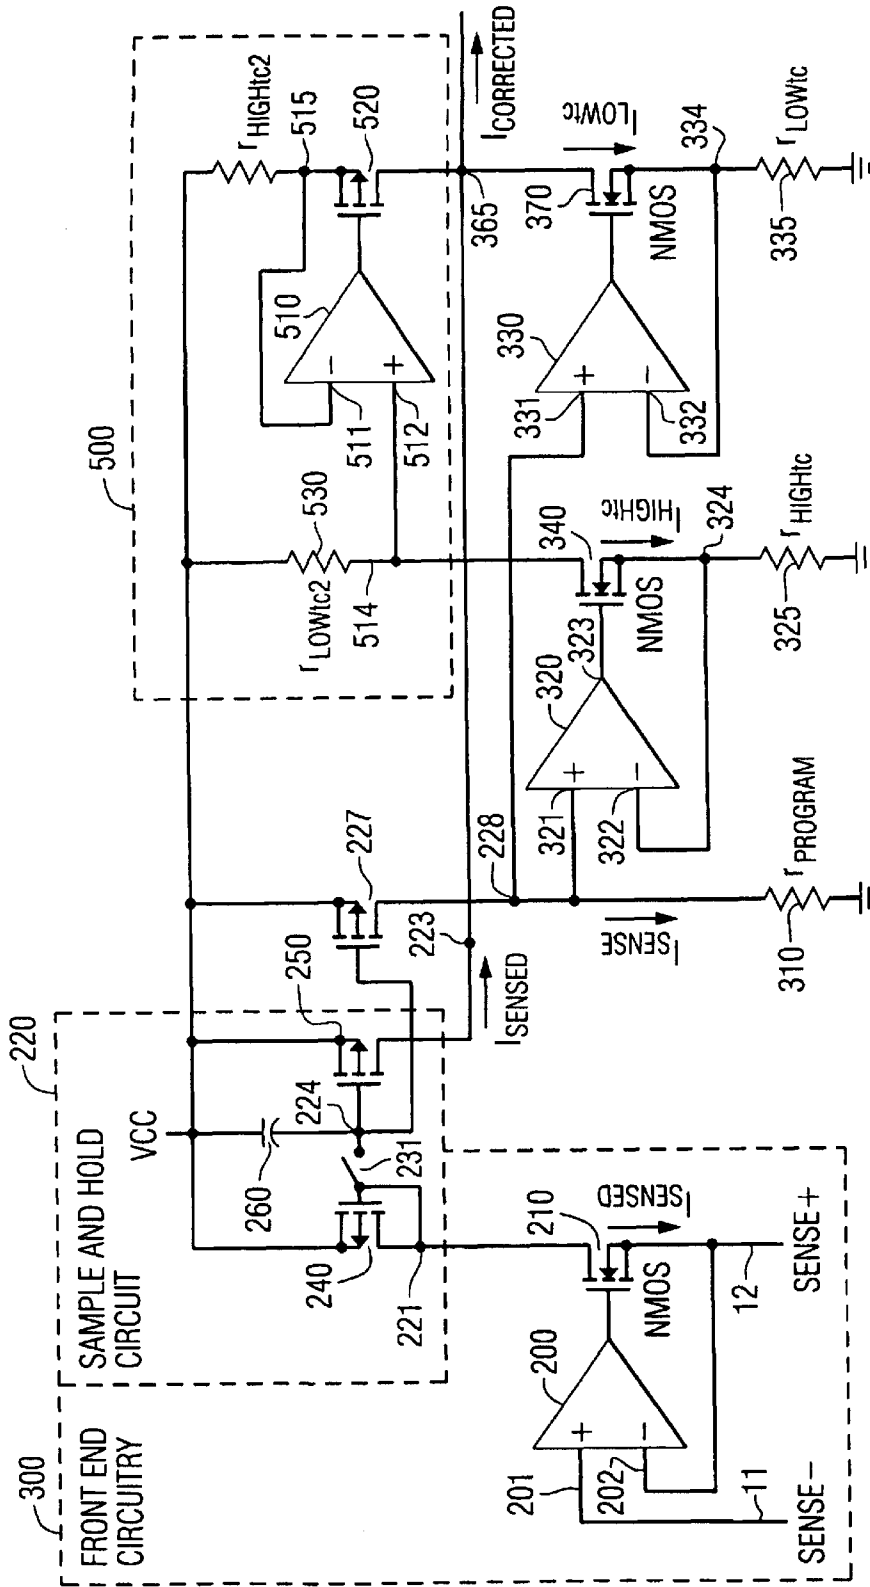 300
FRONT END
CIRCUITRY
220
SAMPLE AND HOLD
CIRCUIT
VCC
260
240
224
231
221
250
227
223
ISENSED
200
201
202
+
−
210
NMOS
ISENSED
11
12
SENSE−
SENSE+
228
ISENSE
310
rPROGRAM
500
rLOWtc2
530
514
510
511
512
−
+
rHIGHtc2
515
520
ICORRECTED
365
320
321
322
+
−
323
340
NMOS
IHIGHtc
324
325
rHIGHtc
330
331
332
+
−
370
NMOS
ILOWtc
334
335
rLOWtc